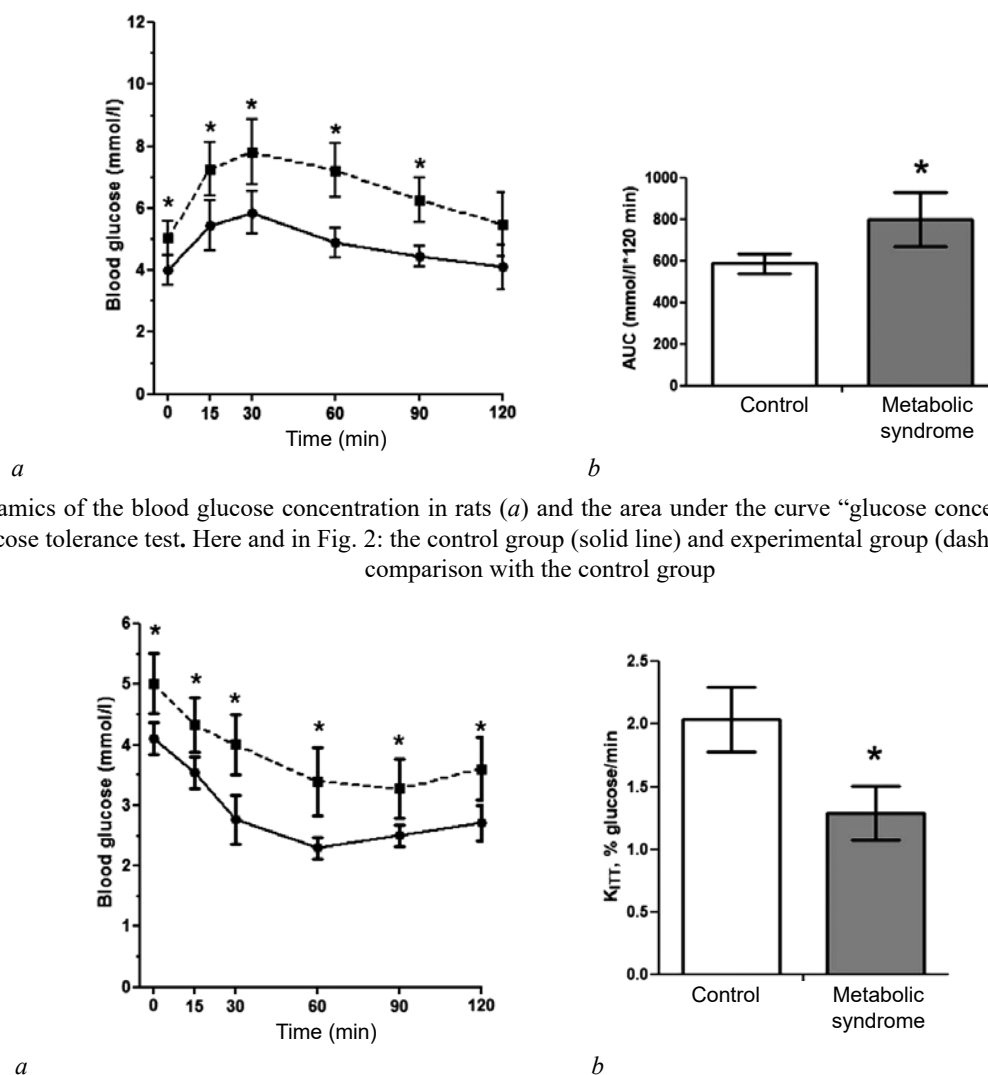 12
10
8
6
4
2
0
Blood glucose (mmol/l)
* * * * *
0 15 30 60 90 120
Time (min)
a
1000
800
600
400
200
0
AUC (mmol/l*120 min)
*
Control Metabolic
syndrome
b
amics of the blood glucose concentration in rats (a) and the area under the curve “glucose conce
cose tolerance test. Here and in Fig. 2: the control group (solid line) and experimental group (dash
comparison with the control group
6
5
4
3
2
1
0
Blood glucose (mmol/l)
* * * * * *
0 15 30 60 90 120
Time (min)
a
2.5
2.0
1.5
1.0
0.5
0.0
KITT, % glucose/min
*
Control Metabolic
syndrome
b